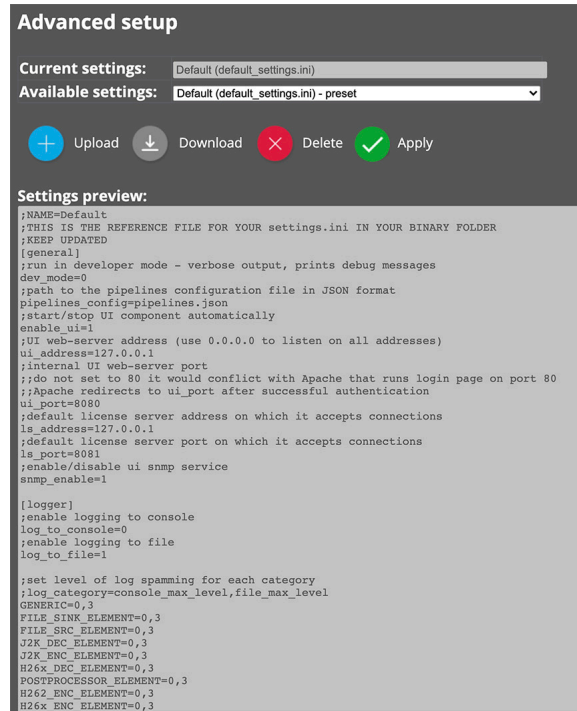 Advanced setup
Current settings: Default (default_settings.ini)
Available settings: Default (default_settings.ini) - preset
Upload Download Delete Apply
Settings preview:
;NAME=Default
;THIS IS THE REFERENCE FILE FOR YOUR settings.ini IN YOUR BINARY FOLDER
;KEEP UPDATED
[general]
;run in developer mode - verbose output, prints debug messages
dev_mode=0
;path to the pipelines configuration file in JSON format
pipelines_config=pipelines.json
;start/stop UI component automatically
enable_ui=1
;UI web-server address (use 0.0.0.0 to listen on all addresses)
ui_address=127.0.0.1
;internal UI web-server port
;;do not set to 80 it would conflict with Apache that runs login page on port 80
;;Apache redirects to ui_port after successful authentication
ui_port=8080
;default license server address on which it accepts connections
ls_address=127.0.0.1
;default license server port on which it accepts connections
ls_port=8081
;enable/disable ui snmp service
snmp_enable=1
[logger]
;enable logging to console
log_to_console=0
;enable logging to file
log_to_file=1
;set level of log spamming for each category
;log_category=console_max_level,file_max_level
GENERIC=0,3
FILE_SINK_ELEMENT=0,3
FILE_SRC_ELEMENT=0,3
J2K_DEC_ELEMENT=0,3
J2K_ENC_ELEMENT=0,3
H26x_DEC_ELEMENT=0,3
POSTPROCESSOR_ELEMENT=0,3
H262_ENC_ELEMENT=0,3
H26x_ENC_ELEMENT=0,3